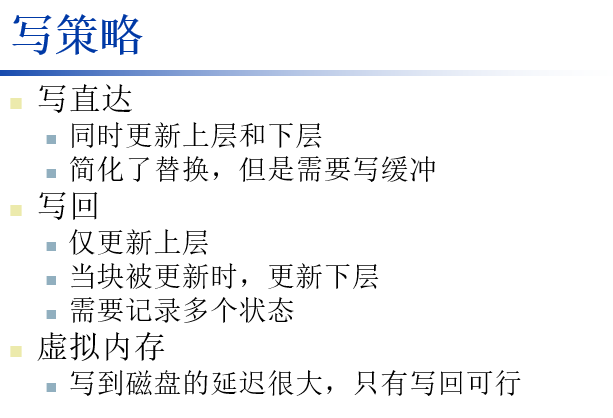 写策略
写直达
同时更新上层和下层
简化了替换，但是需要写缓冲
写回
仅更新上层
当块被更新时，更新下层
需要记录多个状态
虚拟内存
写到磁盘的延迟很大，只有写回可行